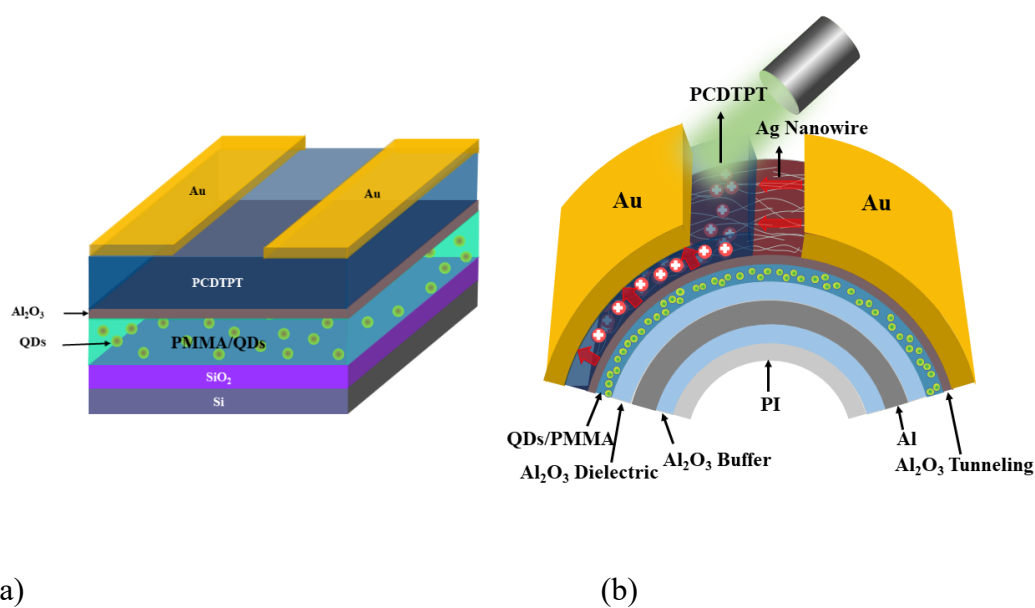 Au
Au
PCDTPT
Al₂O₃
QDs
PMMA/QDs
SiO₂
Si
PCDTPT
Ag Nanowire
Au
Au
PI
QDs/PMMA
Al
Al₂O₃ Buffer
Al₂O₃ Dielectric
Al₂O₃ Tunneling
a)
(b)